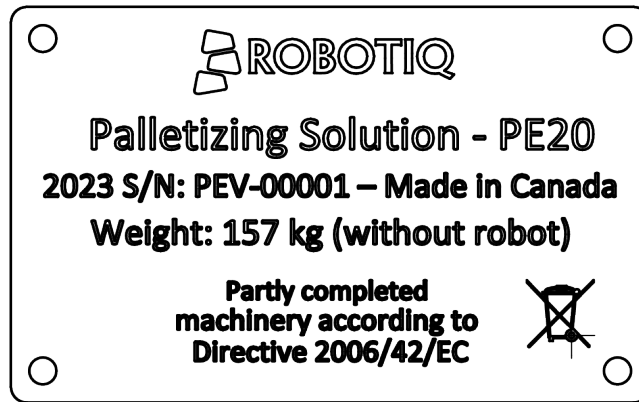 ROBOTIQ
Palletizing Solution - PE20
2023 S/N: PEV-00001 – Made in Canada
Weight: 157 kg (without robot)
Partly completed
machinery according to
Directive 2006/42/EC